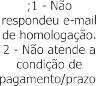 ;1 - Não
respondeu e-mail
de homologação.
2 - Não atende a
condição de
pagamento/prazo